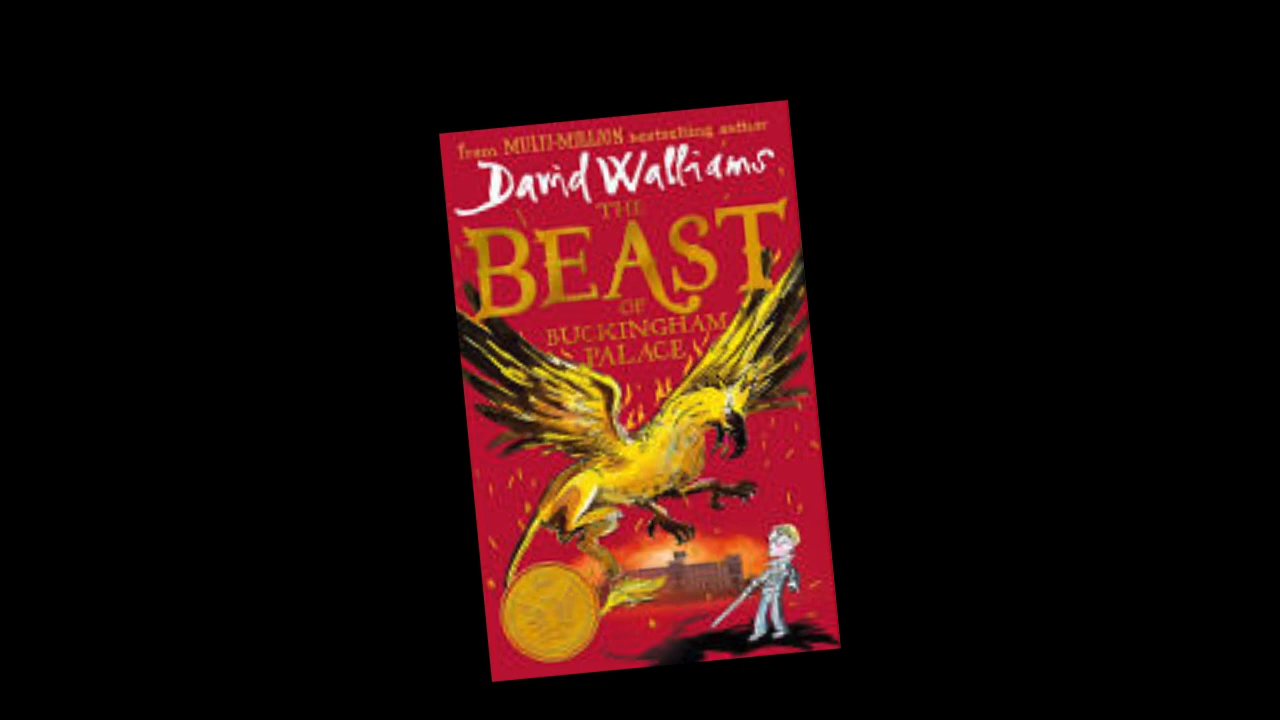 from MULTI-MILLION bestselling author
David Walliams
THE
BEAST
OF
BUCKINGHAM
PALACE